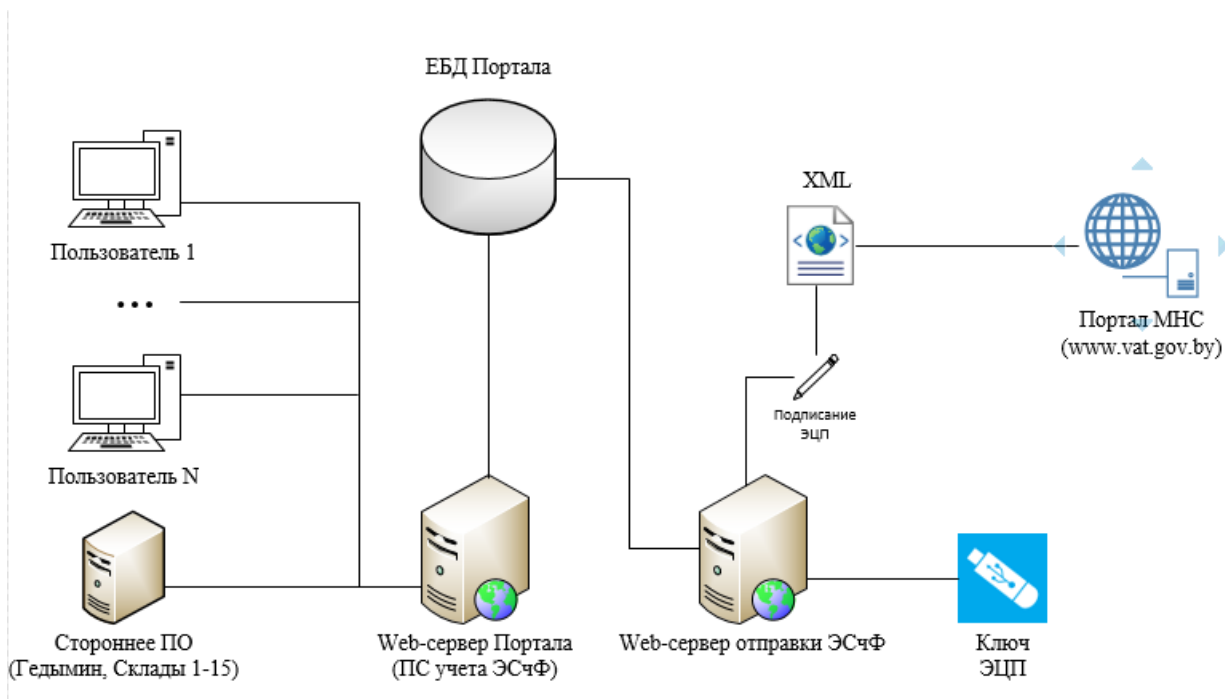 ЕБД Портала
XML
Пользователь 1
...
Портал МНС
(www.vat.gov.by)
Подписание
ЭЦП
Пользователь N
Стороннее ПО
(Гедымин, Склады 1-15)
Web-сервер Портала
(ПС учета ЭСчФ)
Web-сервер отправки ЭСчФ
Ключ
ЭЦП